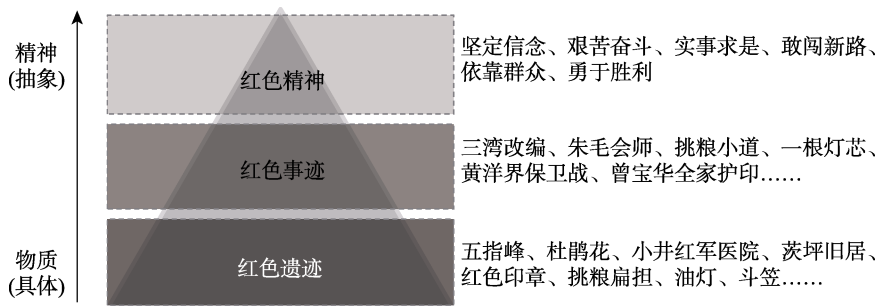 精神
(抽象)
红色精神
坚定信念、艰苦奋斗、实事求是、敢闯新路、
依靠群众、勇于胜利
红色事迹
三湾改编、朱毛会师、挑粮小道、一根灯芯、
黄洋界保卫战、曾宝华全家护印……
物质
(具体)
红色遗迹
五指峰、杜鹃花、小井红军医院、茨坪旧居、
红色印章、挑粮扁担、油灯、斗笠……